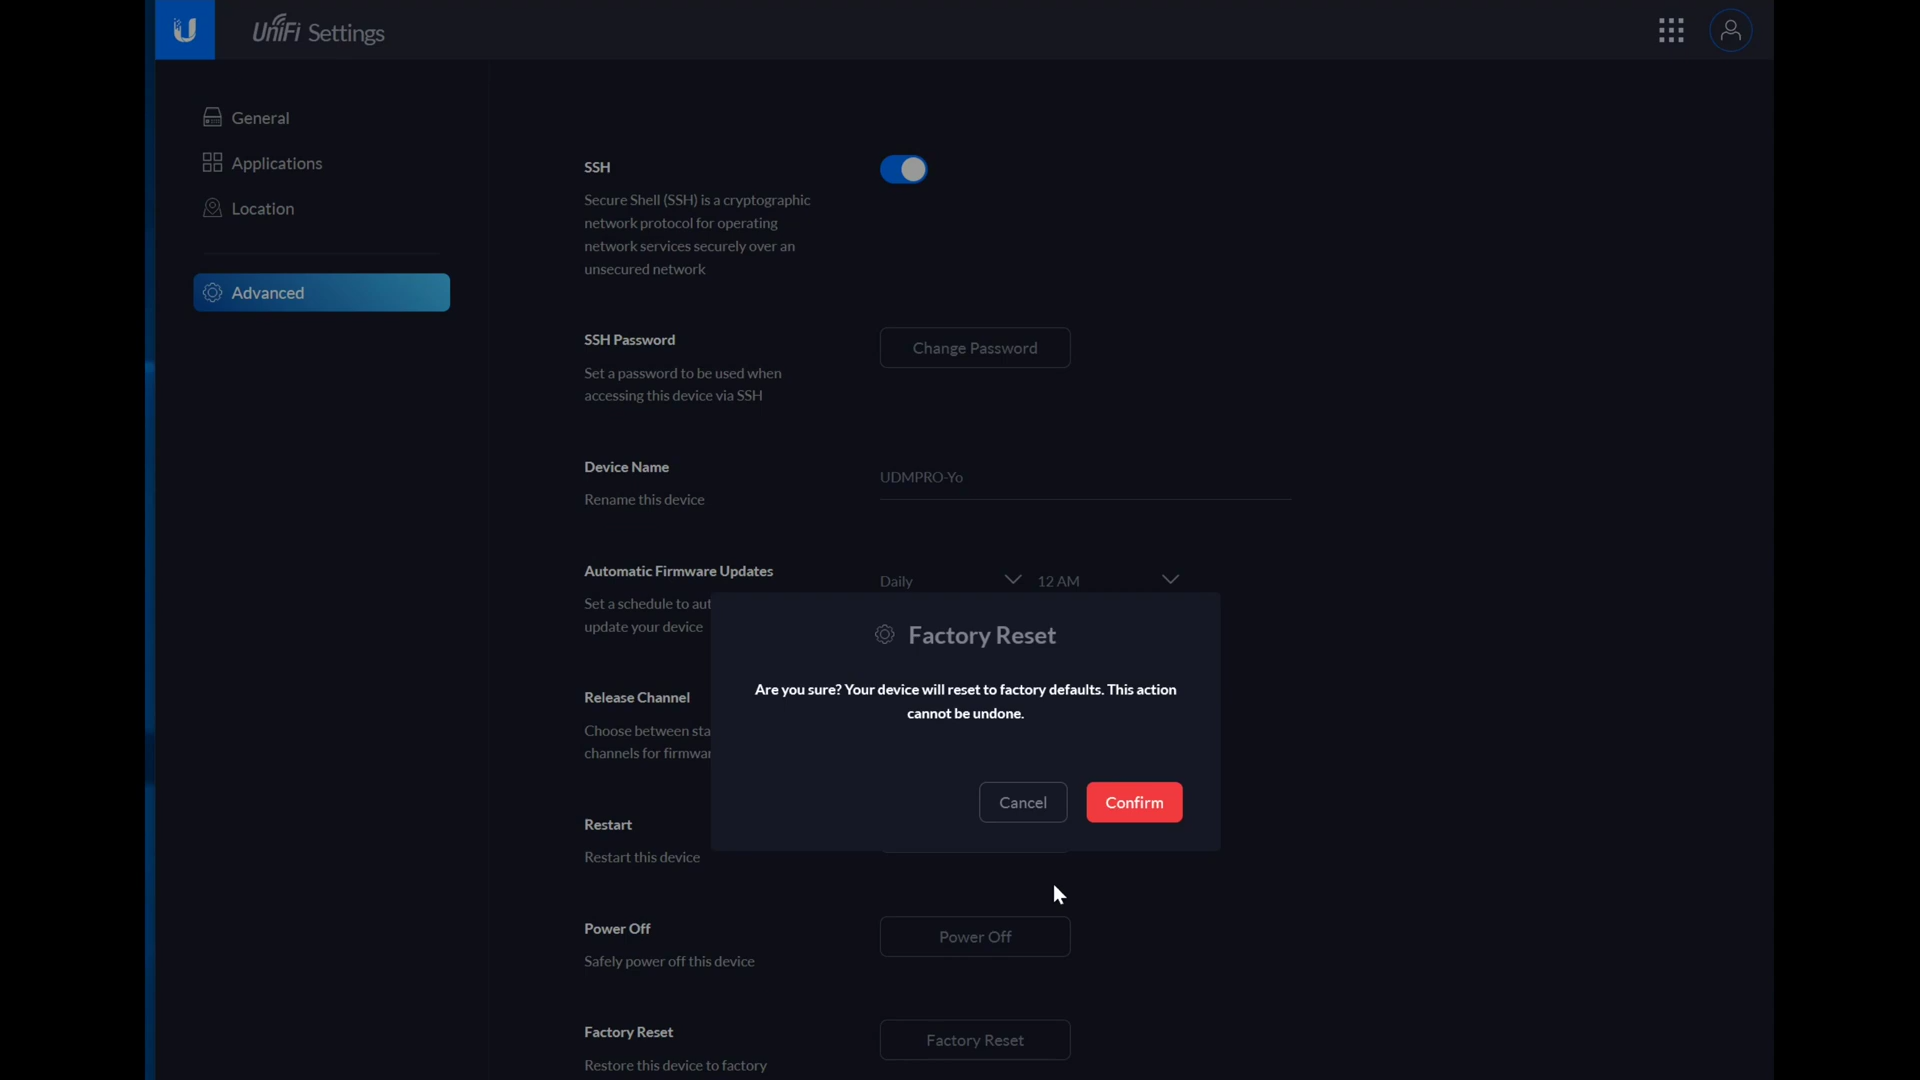 UniFi Settings
General
Applications
Location
Advanced
SSH
Secure Shell (SSH) is a cryptographic
network protocol for operating
network services securely over an
unsecured network
SSH Password
Change Password
Set a password to be used when
accessing this device via SSH
Device Name
UDMPRO-Yo
Rename this device
Automatic Firmware Updates
Daily
12 AM
Set a schedule to aut
update your device
Factory Reset
Are you sure? Your device will reset to factory defaults. This action
cannot be undone.
Cancel
Confirm
Release Channel
Choose between sta
channels for firmwar
Restart
Restart this device
Power Off
Power Off
Safely power off this device
Factory Reset
Factory Reset
Restore this device to factory